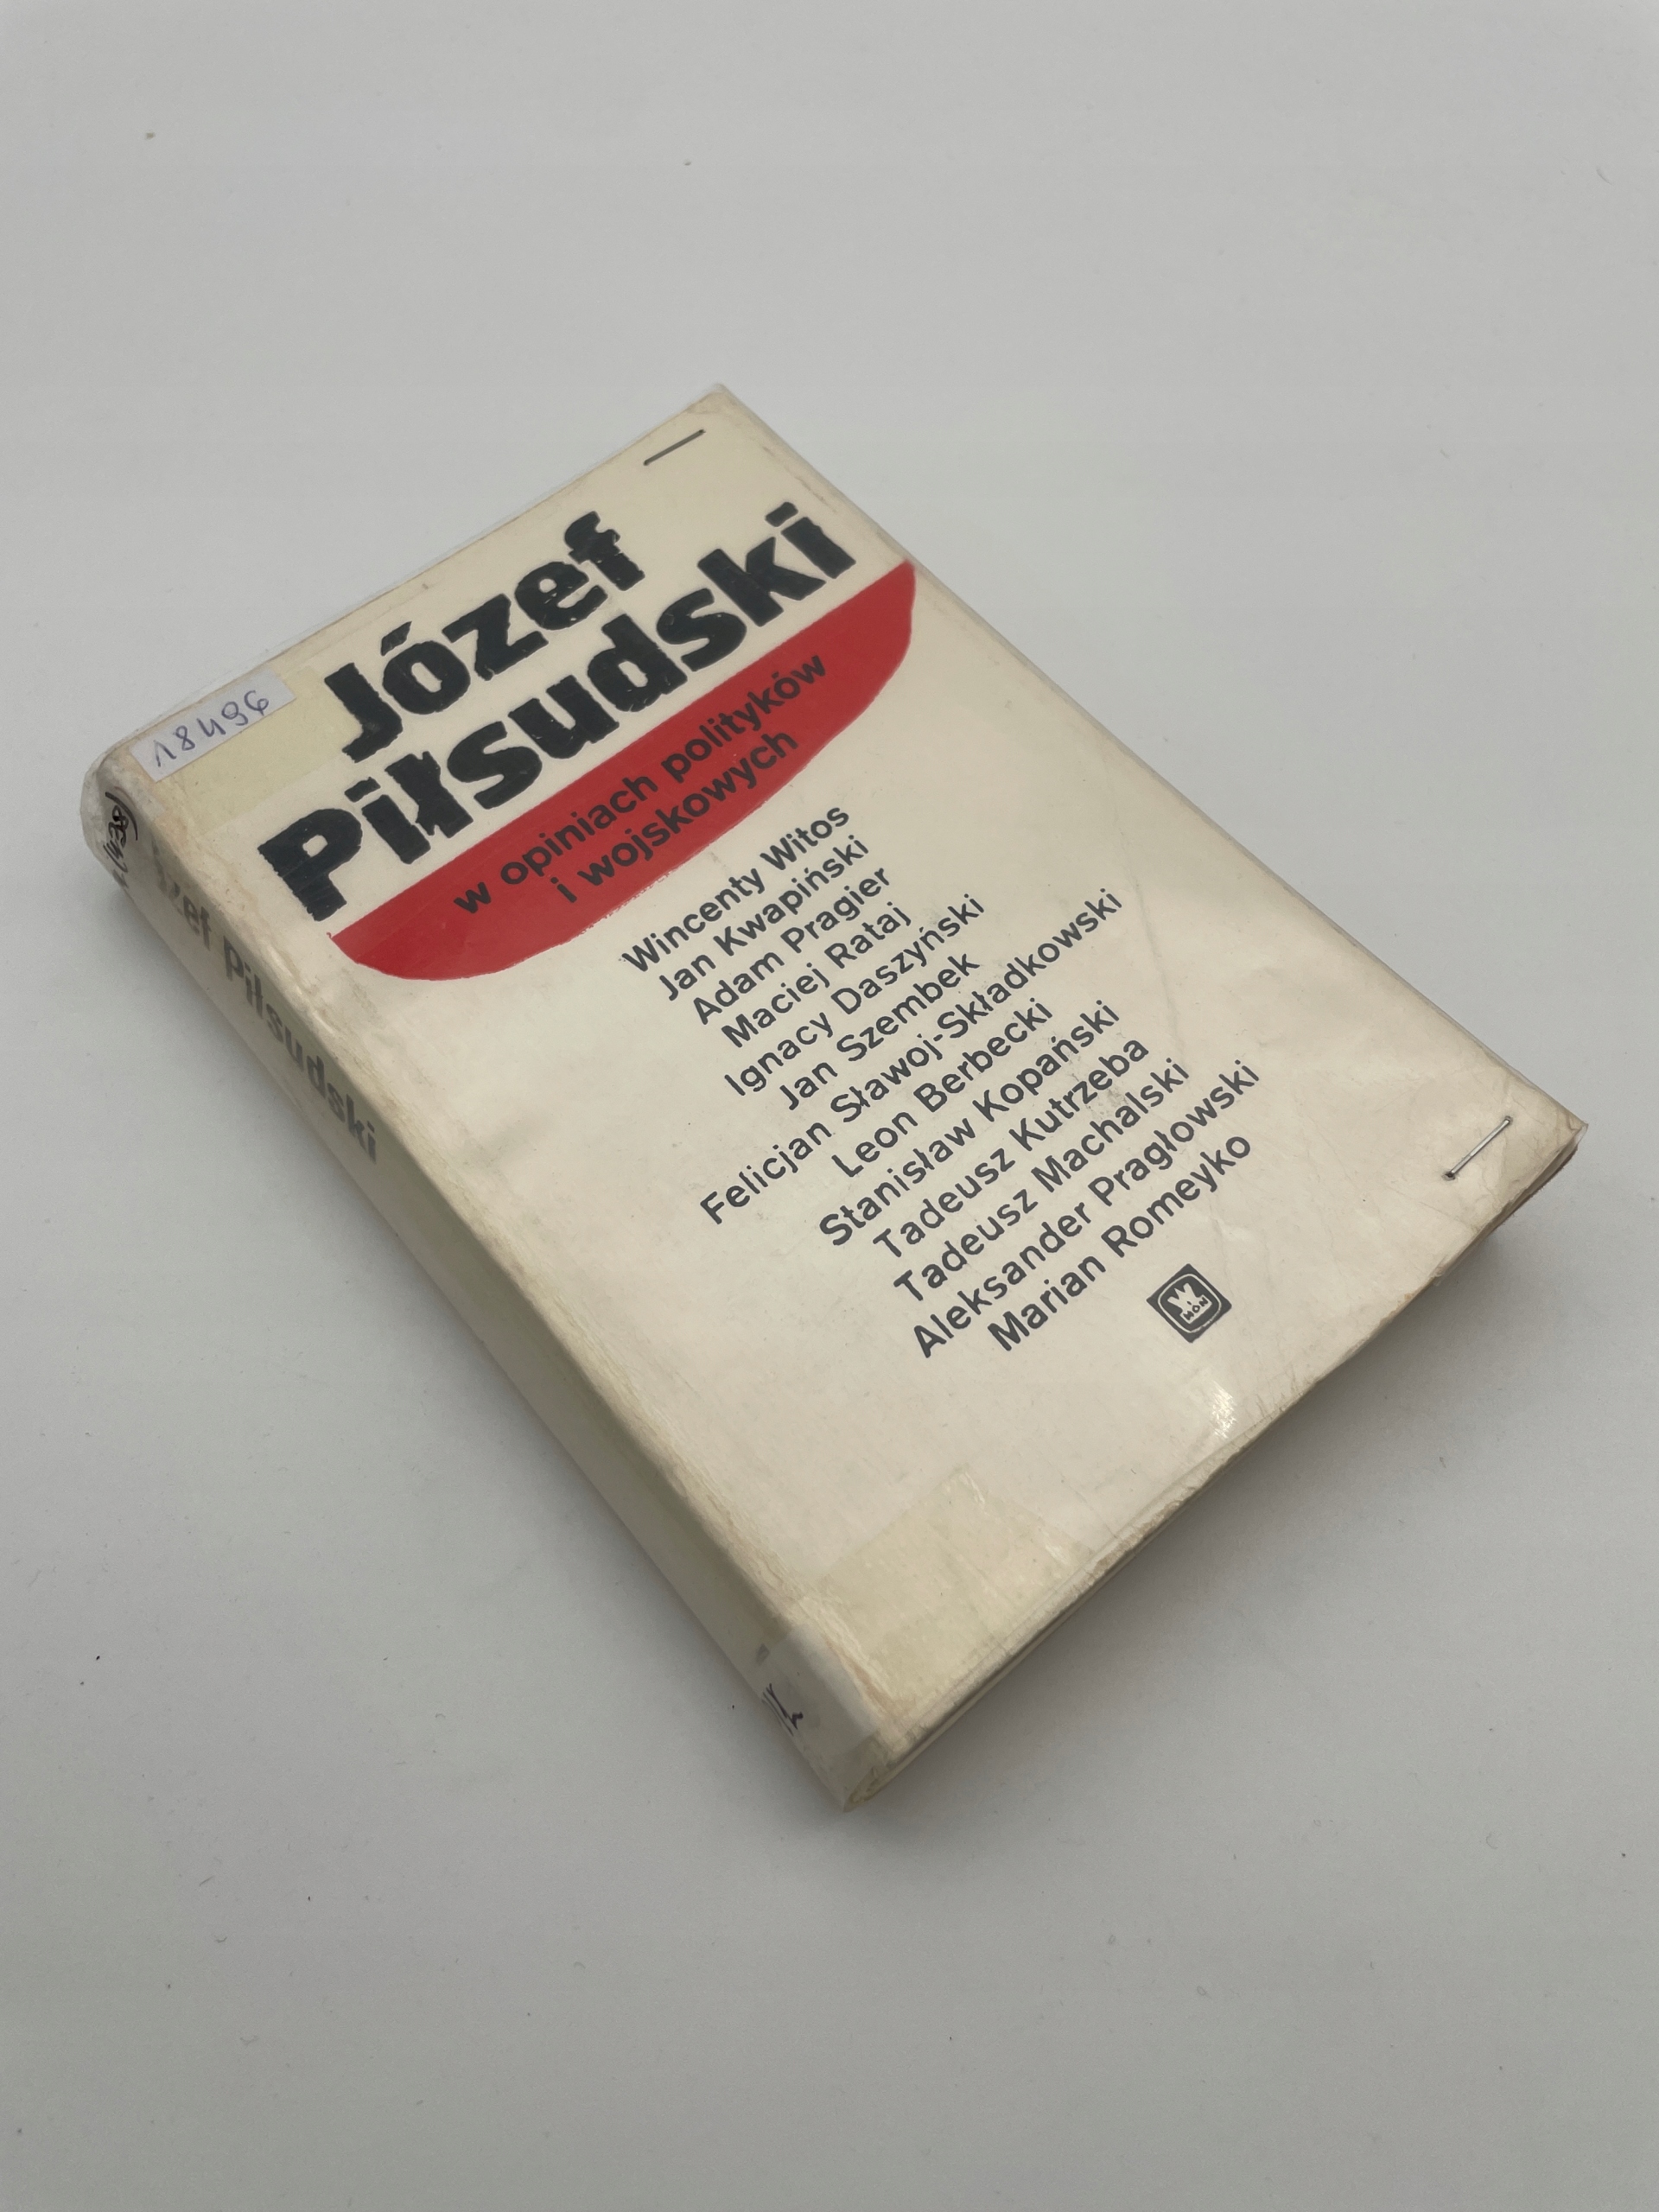 18496
Józef
Piłsudski
w opiniach polityków
i wojskowych
Wincenty Witos
Jan Kwapiński
Adam Pragier
Maciej Rataj
Ignacy Daszyński
Jan Szembek
Felicjan Sławoj-Składkowski
Leon Berbecki
Stanisław Kopański
Tadeusz Kutrzeba
Tadeusz Machalski
Aleksander Pragłowski
Marian Romeyko
W
MON
Józef Piłsudski